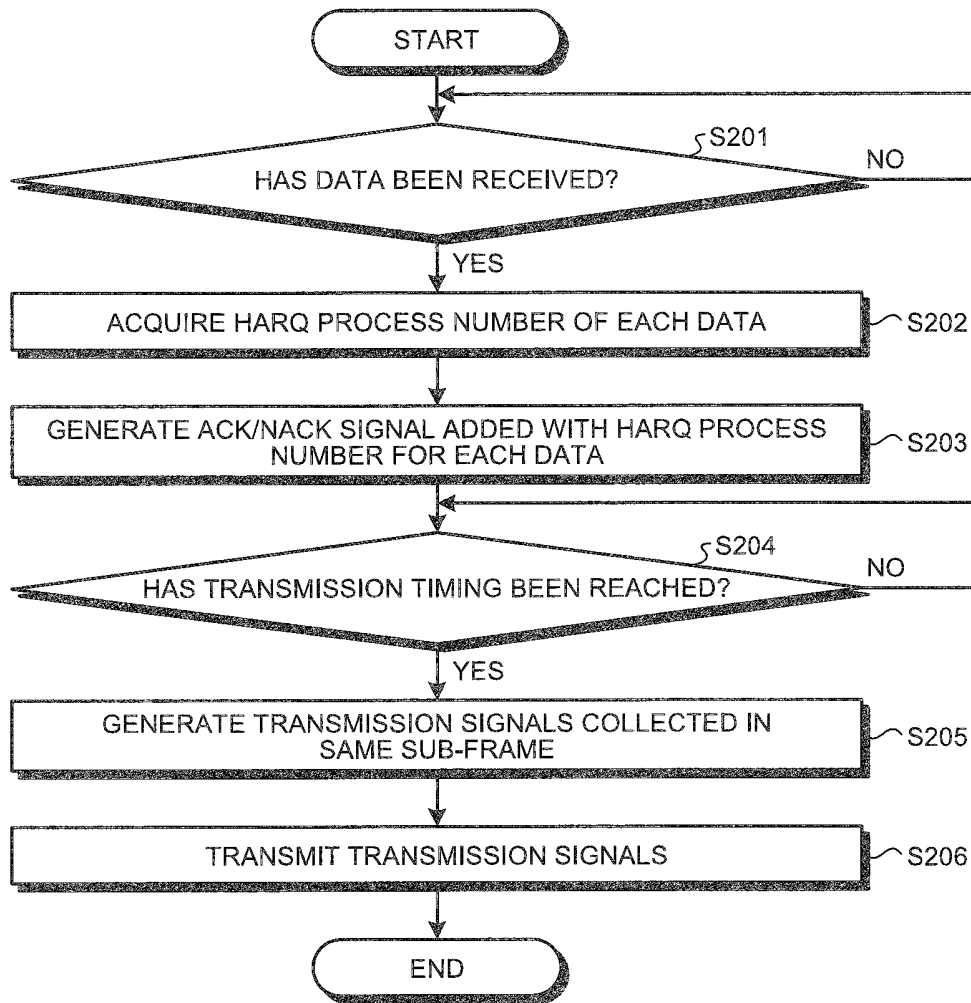 START
S201
HAS DATA BEEN RECEIVED?
NO
YES
ACQUIRE HARQ PROCESS NUMBER OF EACH DATA
S202
GENERATE ACK/NACK SIGNAL ADDED WITH HARQ PROCESS
NUMBER FOR EACH DATA
S203
S204
HAS TRANSMISSION TIMING BEEN REACHED?
NO
YES
GENERATE TRANSMISSION SIGNALS COLLECTED IN
SAME SUB-FRAME
S205
TRANSMIT TRANSMISSION SIGNALS
S206
END